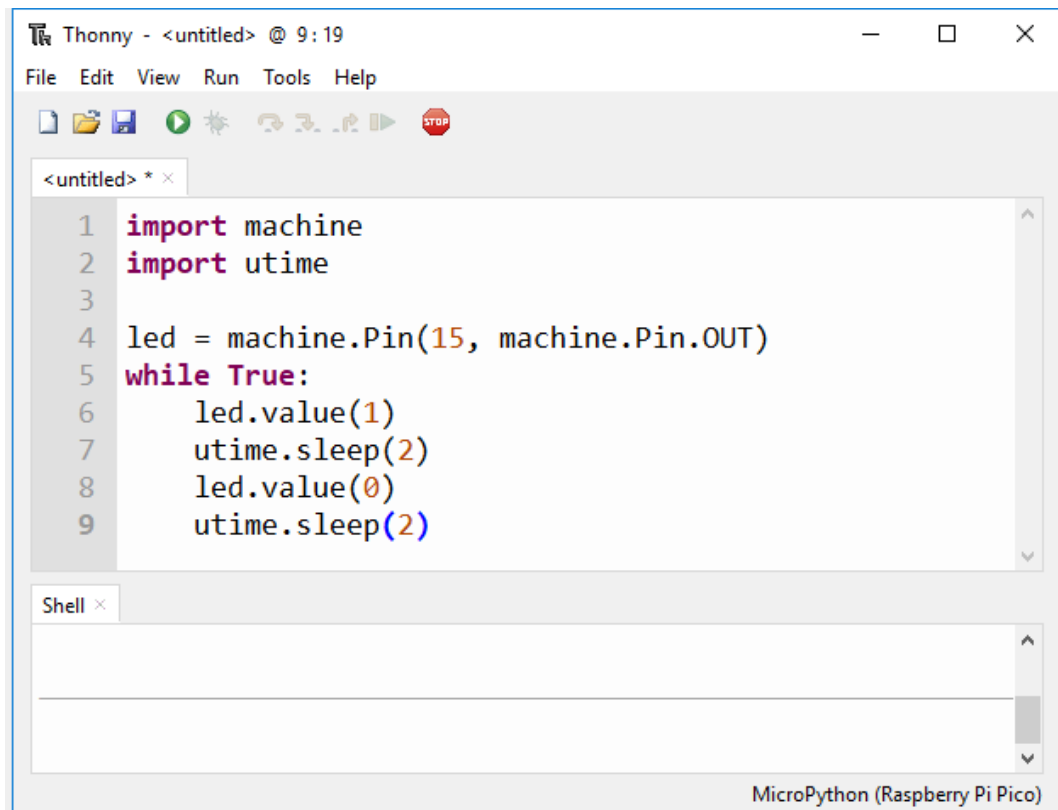 Thonny - <untitled> @ 9:19
File Edit View Run Tools Help
STOP
<untitled> *
1 import machine
2 import utime
3
4 led = machine.Pin(15, machine.Pin.OUT)
5 while True:
6     led.value(1)
7     utime.sleep(2)
8     led.value(0)
9     utime.sleep(2)
Shell
MicroPython (Raspberry Pi Pico)